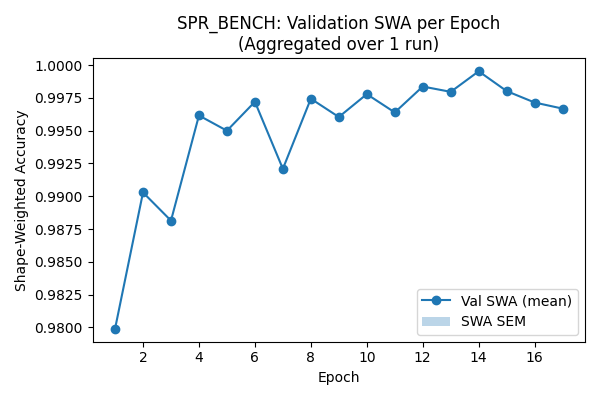 SPR_BENCH: Validation SWA per Epoch
(Aggregated over 1 run)
Shape-Weighted Accuracy
1.0000
0.9975
0.9950
0.9925
0.9900
0.9875
0.9850
0.9825
0.9800
Val SWA (mean)
SWA SEM
2 4 6 8 10 12 14 16
Epoch